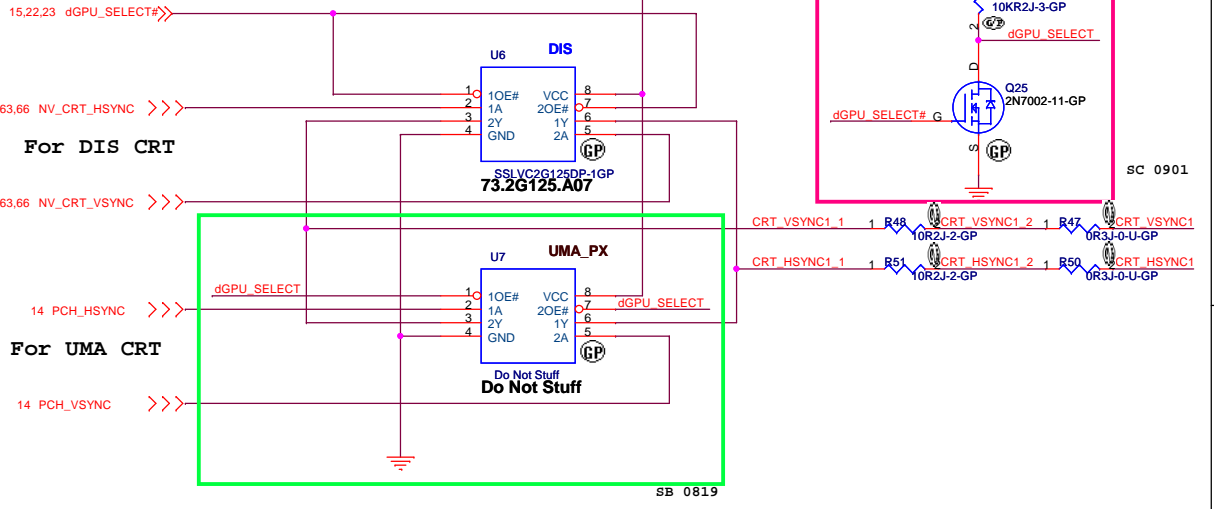 15,22,23 dGPU_SELECT#
10KR2J-3-GP
2
dGPU_SELECT
D
Q25
2N7002-11-GP
dGPU_SELECT# G
S
GP
SC 0901
DIS
U6
1 1OE# VCC 8
2 1A 2OE# 7
3 2Y 1Y 6
4 GND 2A 5
GP
SSLVC2G125DP-1GP
73.2G125.A07
63,66 NV_CRT_HSYNC
For DIS CRT
63,66 NV_CRT_VSYNC
CRT_VSYNC1_1 1 R48 2 CRT_VSYNC1_2 1 R47 2 CRT_VSYNC1
10R2J-2-GP 0R3J-0-U-GP
CRT_HSYNC1_1 1 R51 2 CRT_HSYNC1_2 1 R50 2 CRT_HSYNC1
10R2J-2-GP 0R3J-0-U-GP
UMA_PX
U7
dGPU_SELECT
1 1OE# VCC 8
2 1A 2OE# 7 dGPU_SELECT
3 2Y 1Y 6
4 GND 2A 5
GP
Do Not Stuff
Do Not Stuff
14 PCH_HSYNC
For UMA CRT
14 PCH_VSYNC
SB 0819